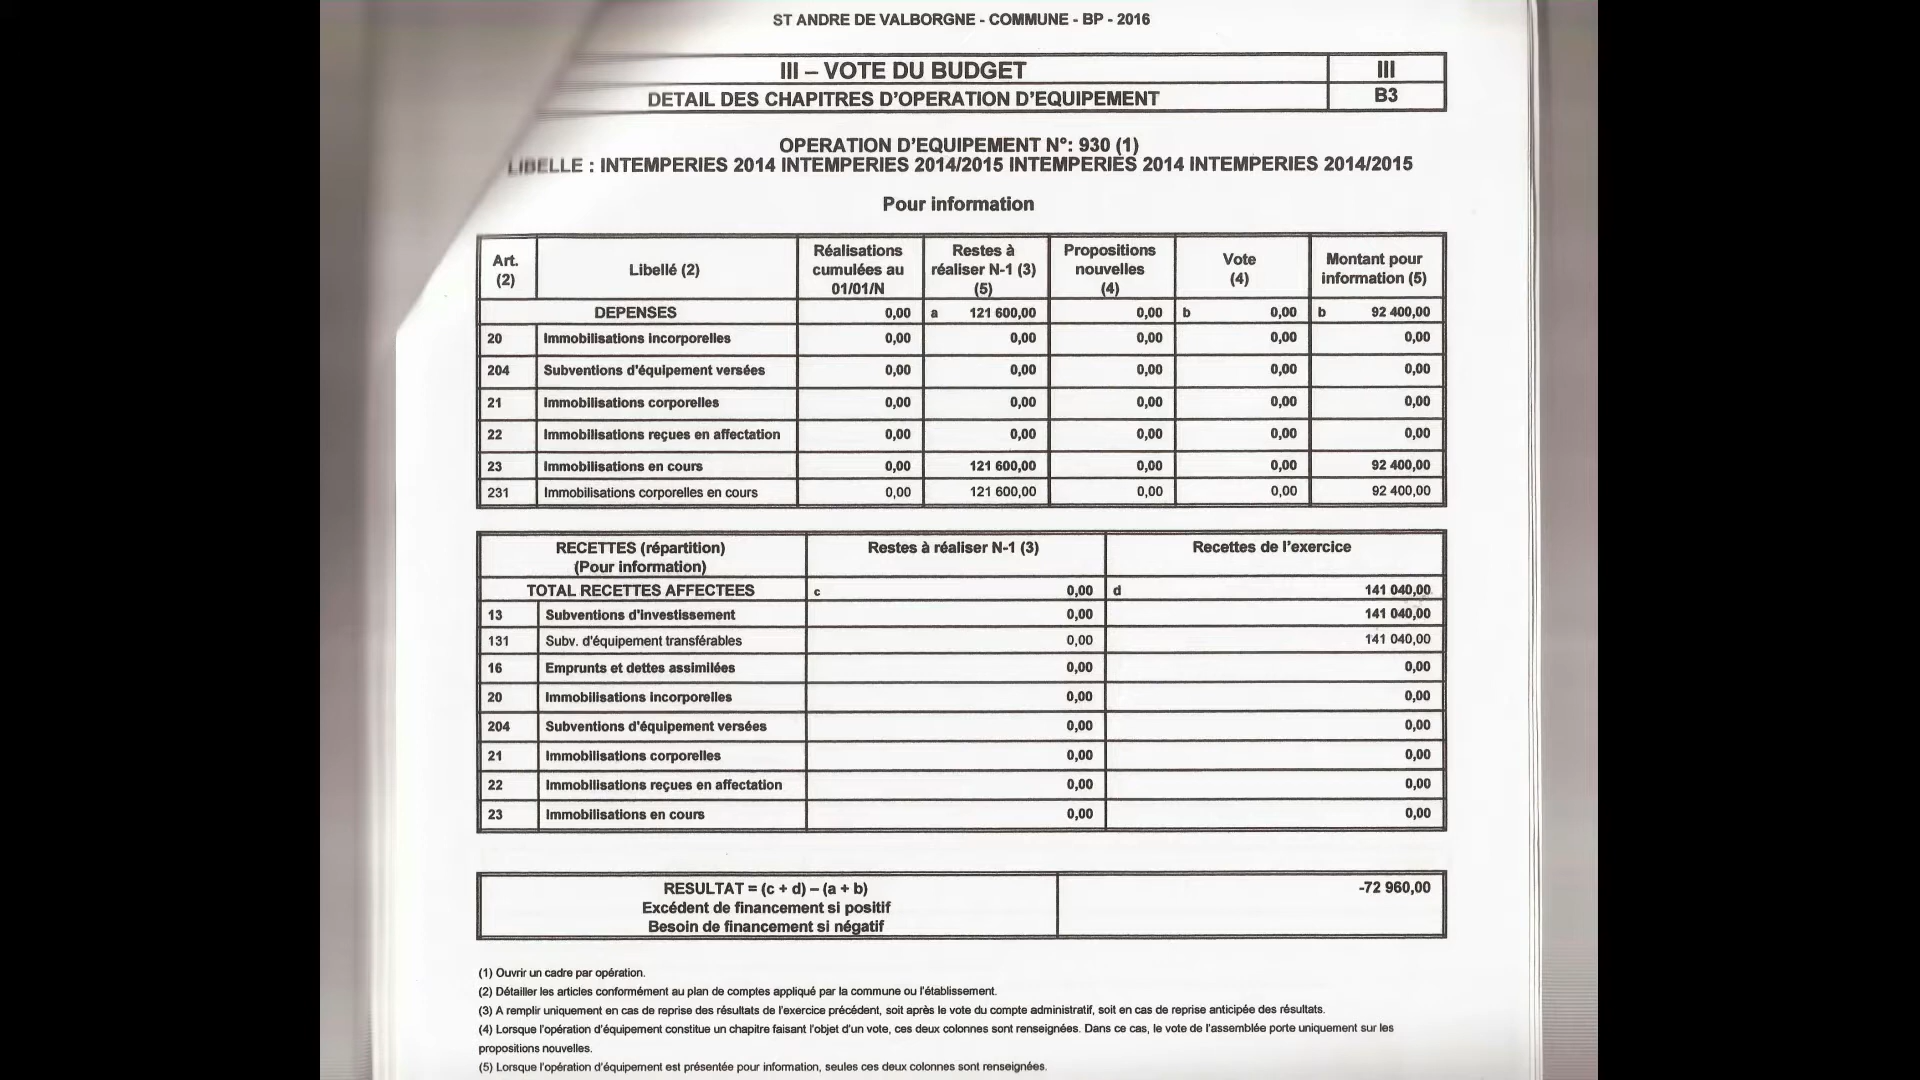 ST ANDRE DE VALBORGNE - COMMUNE - BP - 2016
III – VOTE DU BUDGET III
DETAIL DES CHAPITRES D'OPERATION D'EQUIPEMENT B3
OPERATION D'EQUIPEMENT N°: 930 (1)
LIBELLE : INTEMPERIES 2014 INTEMPERIES 2014/2015 INTEMPERIES 2014 INTEMPERIES 2014/2015
Pour information
Art. (2) Libellé (2) Réalisations cumulées au 01/01/N Restes à réaliser N-1 (3) (5) Propositions nouvelles (4) Vote (4) Montant pour information (5)
DEPENSES 0,00 a 121 600,00 0,00 b 0,00 b 92 400,00
20 Immobilisations incorporelles 0,00 0,00 0,00 0,00 0,00
204 Subventions d'équipement versées 0,00 0,00 0,00 0,00 0,00
21 Immobilisations corporelles 0,00 0,00 0,00 0,00 0,00
22 Immobilisations reçues en affectation 0,00 0,00 0,00 0,00 0,00
23 Immobilisations en cours 0,00 121 600,00 0,00 0,00 92 400,00
231 Immobilisations corporelles en cours 0,00 121 600,00 0,00 0,00 92 400,00
RECETTES (répartition) Restes à réaliser N-1 (3) Recettes de l'exercice
(Pour information)
TOTAL RECETTES AFFECTEES c 0,00 d 141 040,00
13 Subventions d'investissement 0,00 141 040,00
131 Subv. d'équipement transférables 0,00 141 040,00
16 Emprunts et dettes assimilées 0,00 0,00
20 Immobilisations incorporelles 0,00 0,00
204 Subventions d'équipement versées 0,00 0,00
21 Immobilisations corporelles 0,00 0,00
22 Immobilisations reçues en affectation 0,00 0,00
23 Immobilisations en cours 0,00 0,00
RESULTAT = (c + d) – (a + b) -72 960,00
Excédent de financement si positif
Besoin de financement si négatif
(1) Ouvrir un cadre par opération.
(2) Détailler les articles conformément au plan de comptes appliqué par la commune ou l'établissement.
(3) A remplir uniquement en cas de reprise des résultats de l'exercice précédent, soit après le vote du compte administratif, soit en cas de reprise anticipée des résultats.
(4) Lorsque l'opération d'équipement constitue un chapitre faisant l'objet d'un vote, ces deux colonnes sont renseignées. Dans ce cas, le vote de l'assemblée porte uniquement sur les
propositions nouvelles.
(5) Lorsque l'opération d'équipement est présentée pour information, seules ces deux colonnes sont renseignées.